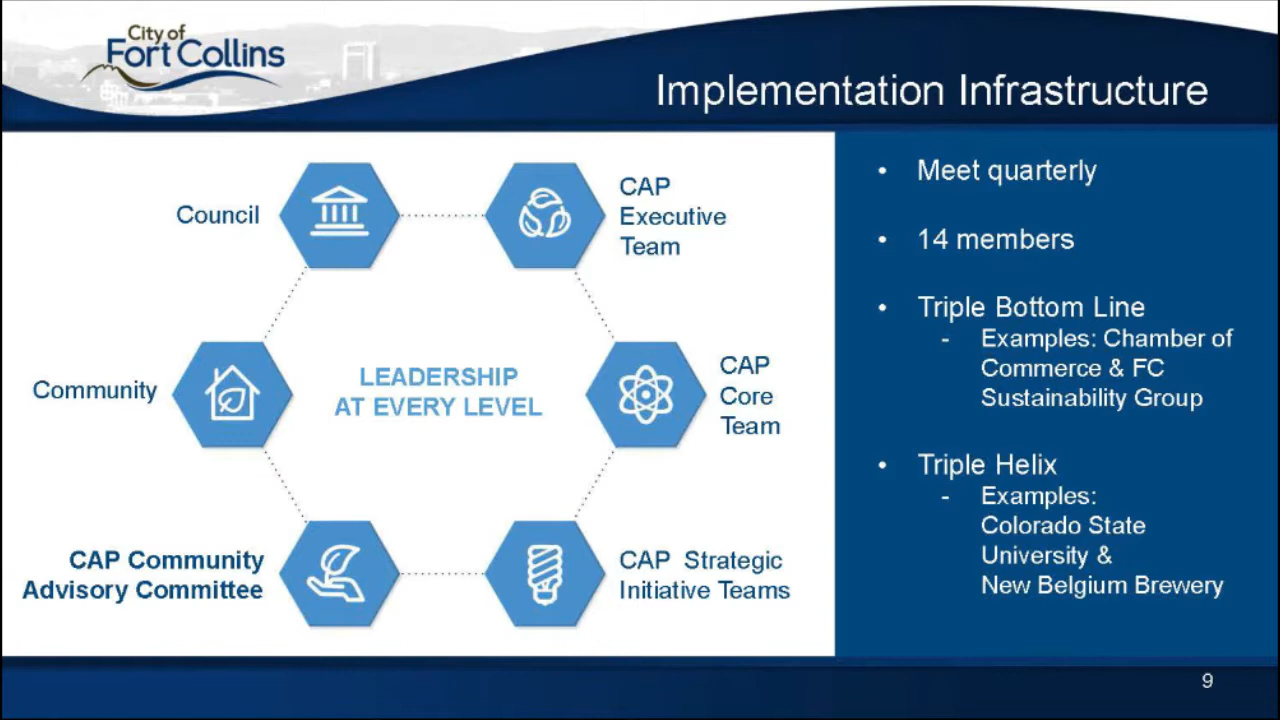 City of
Fort Collins
Implementation Infrastructure
Council
CAP
Executive
Team
Community
LEADERSHIP
AT EVERY LEVEL
CAP
Core
Team
CAP Community
Advisory Committee
CAP Strategic
Initiative Teams
• Meet quarterly
• 14 members
• Triple Bottom Line
- Examples: Chamber of
Commerce & FC
Sustainability Group
• Triple Helix
- Examples:
Colorado State
University &
New Belgium Brewery
9